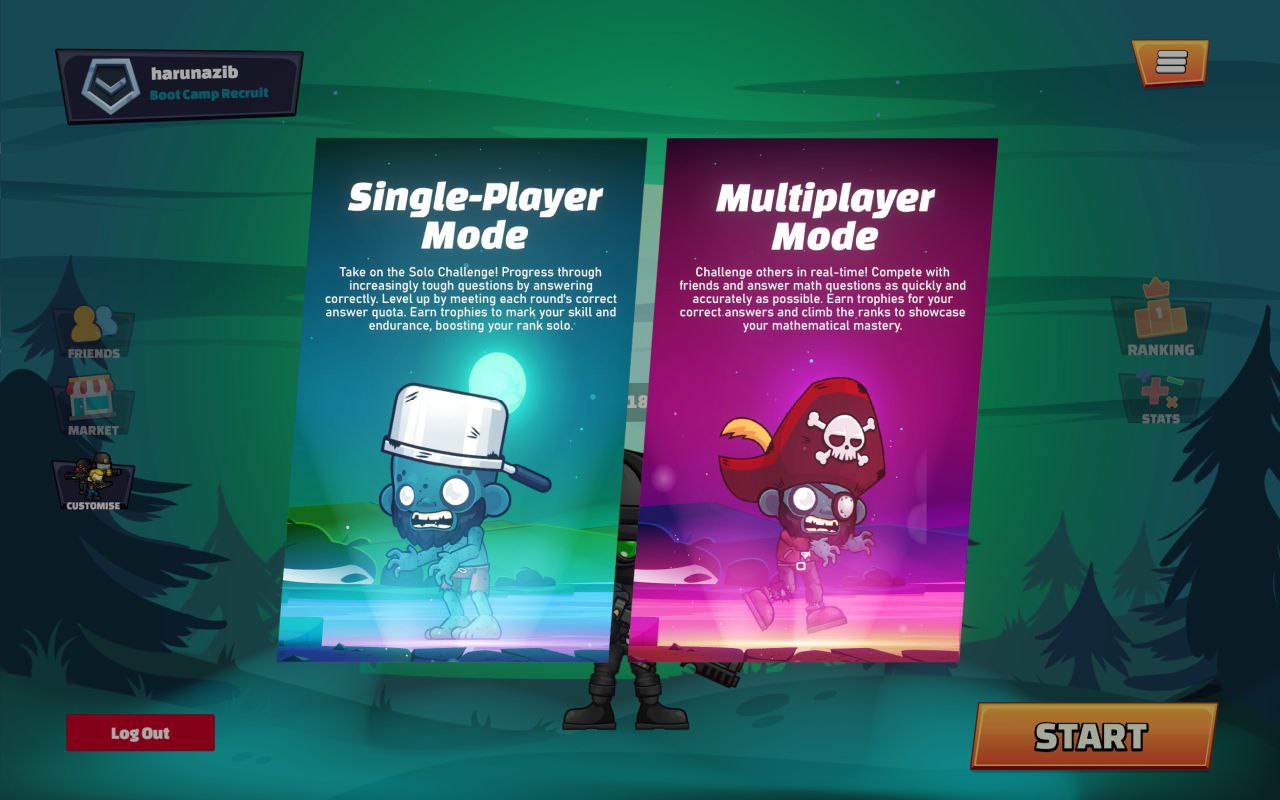 harunazib
Boot Camp Recruit
Single-Player
Mode
Take on the Solo Challenge! Progress through
increasingly tough questions by answering
correctly. Level up by meeting each round's correct
answer quota. Earn trophies to mark your skill and
endurance, boosting your rank solo.
Multiplayer
Mode
Challenge others in real-time! Compete with
friends and answer math questions as quickly and
accurately as possible. Earn trophies for your
correct answers and climb the ranks to showcase
your mathematical mastery.
FRIENDS
MARKET
CUSTOMISE
18
1
RANKING
STATS
Log Out
START